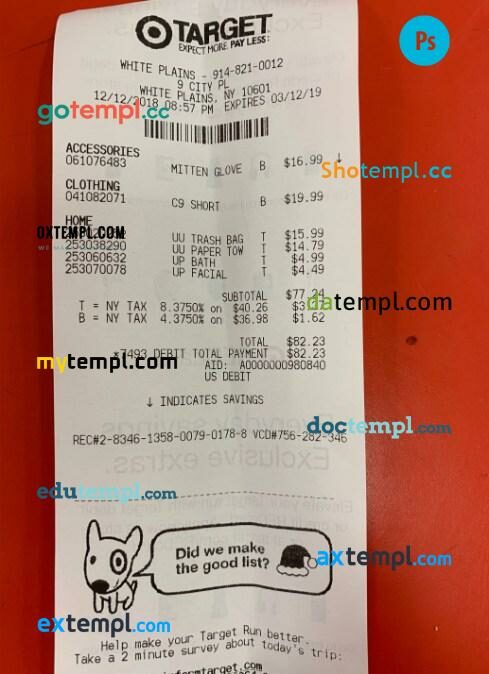 TARGET
EXPECT MORE. PAY LESS.
Ps
WHITE PLAINS - 914-821-0012
9 CITY PL
WHITE PLAINS, NY 10601
12/12/2018 08:57 PM EXPIRES 03/12/19
gotempl.cc
ACCESSORIES
061076483 MITTEN GLOVE B $16.99 ↓
Shotempl.cc
CLOTHING
041082071 C9 SHORT B $19.99
HOME
OXTEMPL.COM
UU TRASH BAG T $15.99
253038290 UU PAPER TOW T $14.79
253060632 UP BATH T $4.99
253070078 UP FACIAL T $4.49
SUBTOTAL $77.24
datempl.com
T = NY TAX 8.3750% on $40.26
B = NY TAX 4.3750% on $36.98 $1.62
TOTAL $82.23
*7493 DEBIT TOTAL PAYMENT $82.23
mytempl.com
AID: A0000000980840
US DEBIT
↓ INDICATES SAVINGS
doctempl.com
REC#2-8346-1358-0079-0178-8 VCD#756-282-346
Exclusive extras.
edutempl.com
Did we make
the good list?
axtempl.com
extempl.com
Help make your Target Run better.
Take a 2 minute survey about today's trip: